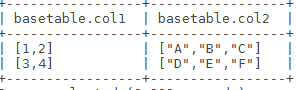 | basetable.col1 | basetable.col2 |
| [1,2] | ["A","B","C"] |
| [3,4] | ["D","E","F"] |